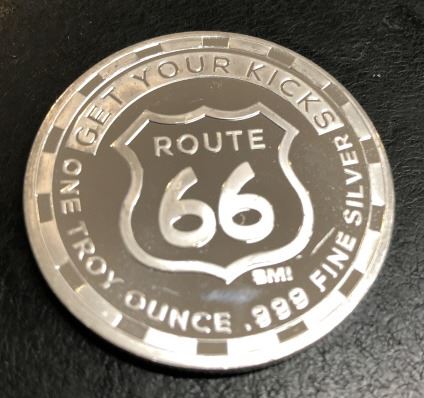 GET YOUR KICKS
ROUTE
66
SMI
ONE TROY OUNCE .999 FINE SILVER